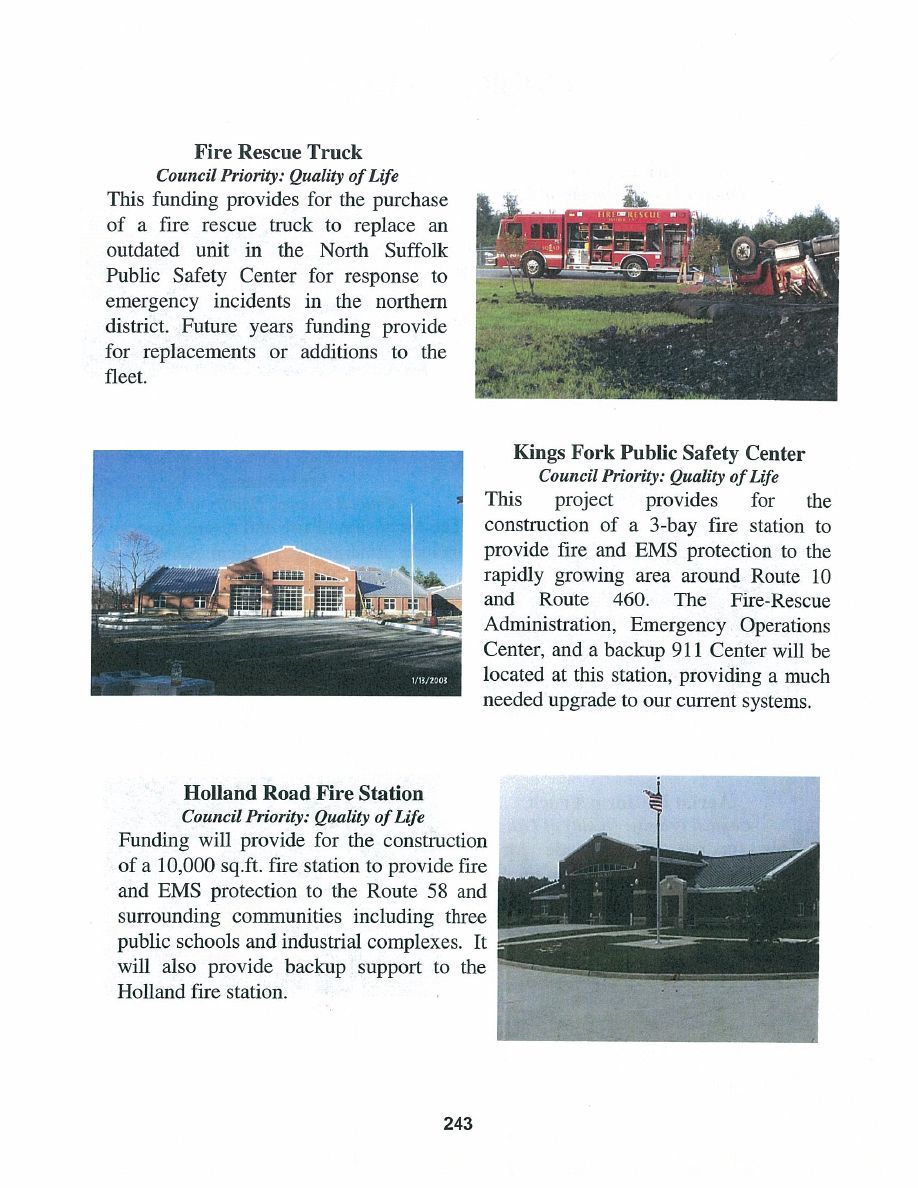 Fire Rescue Truck
Council Priority: Quality of Life
This funding provides for the purchase
of a fire rescue truck to replace an
outdated unit in the North Suffolk
Public Safety Center for response to
emergency incidents in the northern
district. Future years funding provide
for replacements or additions to the
fleet.
FIRE RESCUE
Kings Fork Public Safety Center
Council Priority: Quality of Life
This project provides for the
construction of a 3-bay fire station to
provide fire and EMS protection to the
rapidly growing area around Route 10
and Route 460. The Fire-Rescue
Administration, Emergency Operations
Center, and a backup 911 Center will be
located at this station, providing a much
needed upgrade to our current systems.
1/13/2003
Holland Road Fire Station
Council Priority: Quality of Life
Funding will provide for the construction
of a 10,000 sq.ft. fire station to provide fire
and EMS protection to the Route 58 and
surrounding communities including three
public schools and industrial complexes. It
will also provide backup support to the
Holland fire station.
243